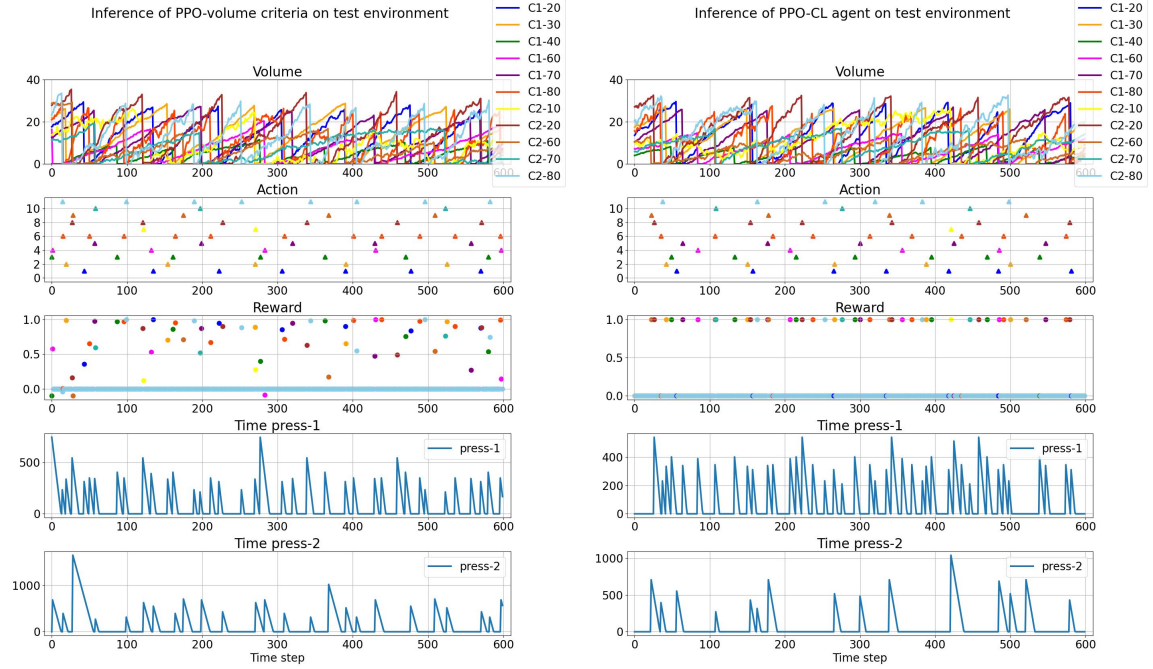 Inference of PPO-volume criteria on test environment
C1-20
C1-30
C1-40
C1-60
C1-70
C1-80
C2-10
C2-20
C2-60
C2-70
C2-80
Volume
40
20
0
0
100
200
300
400
500
600
Action
10
8
6
4
2
0
0
100
200
300
400
500
600
Reward
1.0
0.5
0.0
0
100
200
300
400
500
600
Time press-1
press-1
500
0
0
100
200
300
400
500
600
Time press-2
press-2
1000
0
0
100
200
300
400
500
600
Time step
Inference of PPO-CL agent on test environment
C1-20
C1-30
C1-40
C1-60
C1-70
C1-80
C2-10
C2-20
C2-60
C2-70
C2-80
Volume
40
20
0
0
100
200
300
400
500
600
Action
10
8
6
4
2
0
0
100
200
300
400
500
600
Reward
1.0
0.5
0.0
0
100
200
300
400
500
600
Time press-1
press-1
400
200
0
0
100
200
300
400
500
600
Time press-2
press-2
1000
500
0
0
100
200
300
400
500
600
Time step